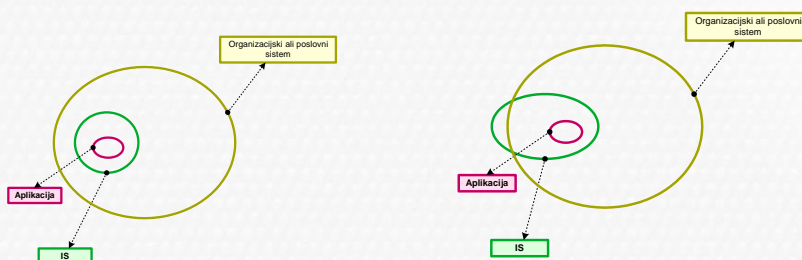 Organizacijski ali poslovni
sistem
Aplikacija
IS
Organizacijski ali poslovni
sistem
Aplikacija
IS